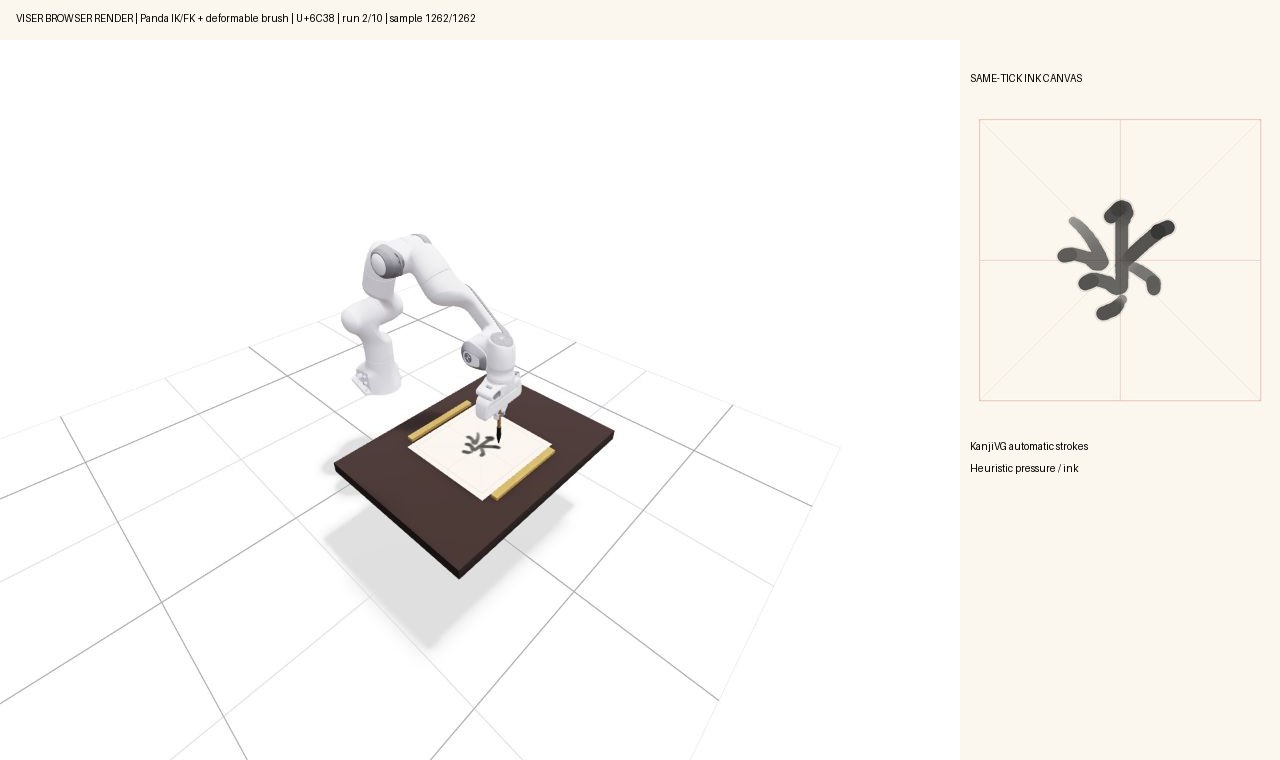 VISER BROWSER RENDER | Panda IK/FK + deformable brush | U+6C38 | run 2/10 | sample 1262/1262
SAME-TICK INK CANVAS
永
KanjiVG automatic strokes
Heuristic pressure / ink